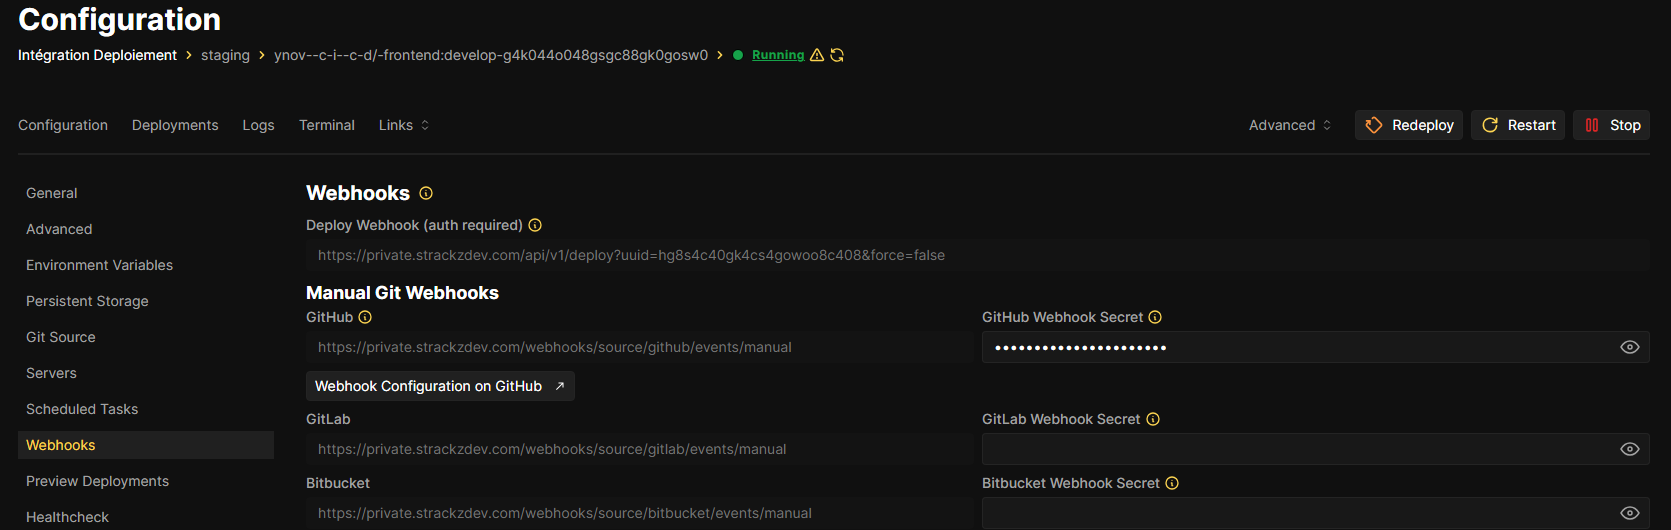 Configuration
Intégration Deploiement > staging > ynov--c-i--c-d/-frontend:develop-g4k044o048gsgc88gk0gosw0 > Running
Configuration Deployments Logs Terminal Links Advanced Redeploy Restart Stop
General
Advanced
Environment Variables
Persistent Storage
Git Source
Servers
Scheduled Tasks
Webhooks
Preview Deployments
Healthcheck
Webhooks
Deploy Webhook (auth required)
https://private.strackzdev.com/api/v1/deploy?uuid=hg8s4c40gk4cs4gowoo8c408&force=false
Manual Git Webhooks
GitHub GitHub Webhook Secret
https://private.strackzdev.com/webhooks/source/github/events/manual ••••••••••••••••••••••
Webhook Configuration on GitHub
GitLab GitLab Webhook Secret
https://private.strackzdev.com/webhooks/source/gitlab/events/manual
Bitbucket Bitbucket Webhook Secret
https://private.strackzdev.com/webhooks/source/bitbucket/events/manual